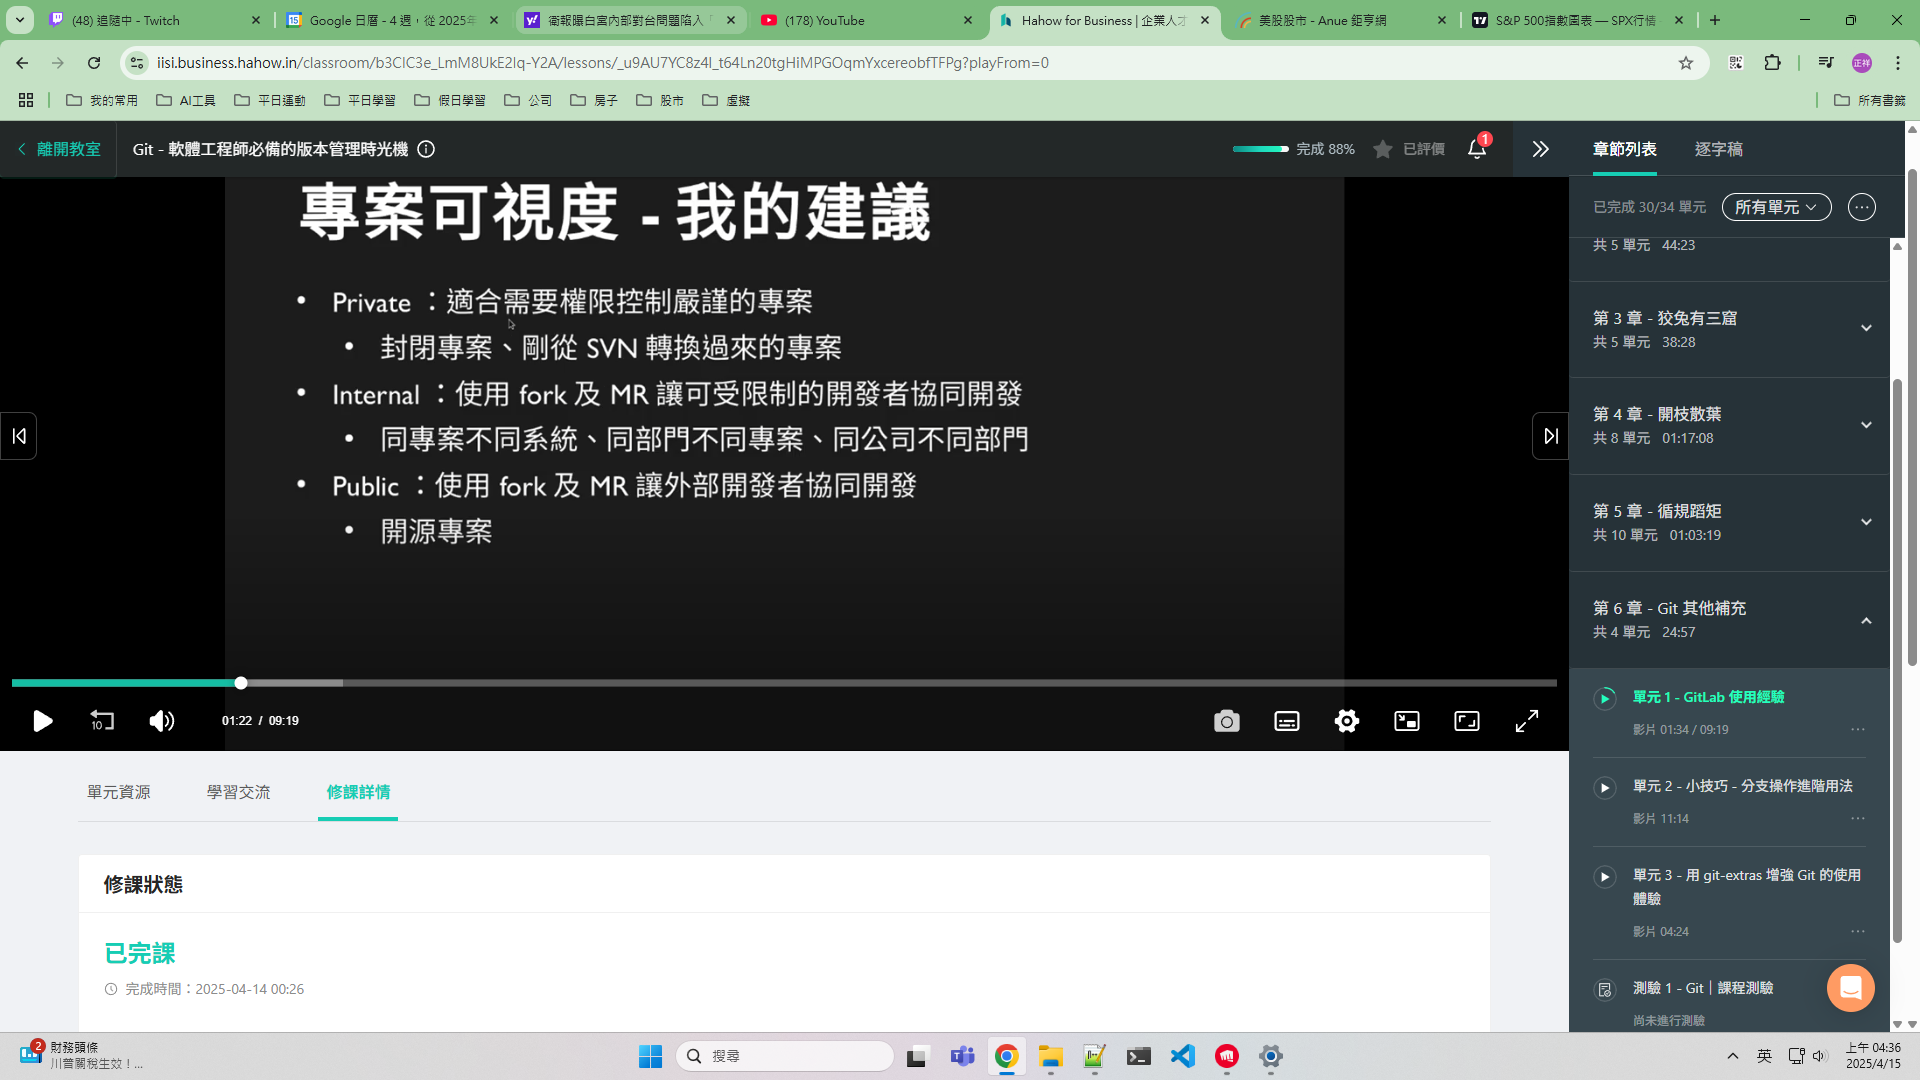 (48) 追隨中 - Twitch
Google 日曆 - 4 週，從 2025年
衛報曝白宮內部對台問題陷入「
(178) YouTube
Hahow for Business | 企業人才
美股股市 - Anue 鉅亨網
S&P 500指數圖表 — SPX行情
iisi.business.hahow.in/classroom/b3CIC3e_LmM8UkE2lq-Y2A/lessons/_u9AU7YC8z4l_t64Ln20tgHiMPGOqmYxcereobfTFPg?playFrom=0
正祥
我的常用
AI工具
平日運動
平日學習
假日學習
公司
房子
股市
虛擬
所有書籤
離開教室
Git - 軟體工程師必備的版本管理時光機
完成 88%
已評價
1
章節列表
逐字稿
專案可視度 - 我的建議
• Private ：適合需要權限控制嚴謹的專案
• 封閉專案、剛從 SVN 轉換過來的專案
• Internal ：使用 fork 及 MR 讓可受限制的開發者協同開發
• 同專案不同系統、同部門不同專案、同公司不同部門
• Public ：使用 fork 及 MR 讓外部開發者協同開發
• 開源專案
10
01:22 / 09:19
已完成 30/34 單元
所有單元
共 5 單元 44:23
第 3 章 - 狡兔有三窟
共 5 單元 38:28
第 4 章 - 開枝散葉
共 8 單元 01:17:08
第 5 章 - 循規蹈矩
共 10 單元 01:03:19
第 6 章 - Git 其他補充
共 4 單元 24:57
單元 1 - GitLab 使用經驗
影片 01:34 / 09:19
單元 2 - 小技巧 - 分支操作進階用法
影片 11:14
單元 3 - 用 git-extras 增強 Git 的使用
體驗
影片 04:24
測驗 1 - Git｜課程測驗
尚未進行測驗
單元資源
學習交流
修課詳情
修課狀態
已完課
完成時間：2025-04-14 00:26
2
財務頭條
川普關稅生效！...
搜尋
英
上午 04:36
2025/4/15